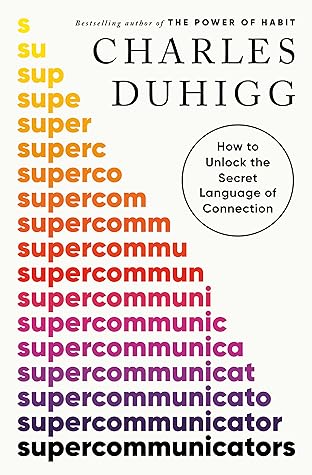 Bestselling author of THE POWER OF HABIT
CHARLES
DUHIGG
How to
Unlock the
Secret
Language of
Connection
s
su
sup
supe
super
superc
superco
supercom
supercomm
supercommu
supercommun
supercommuni
supercommunic
supercommunica
supercommunicat
supercommunicato
supercommunicator
supercommunicators